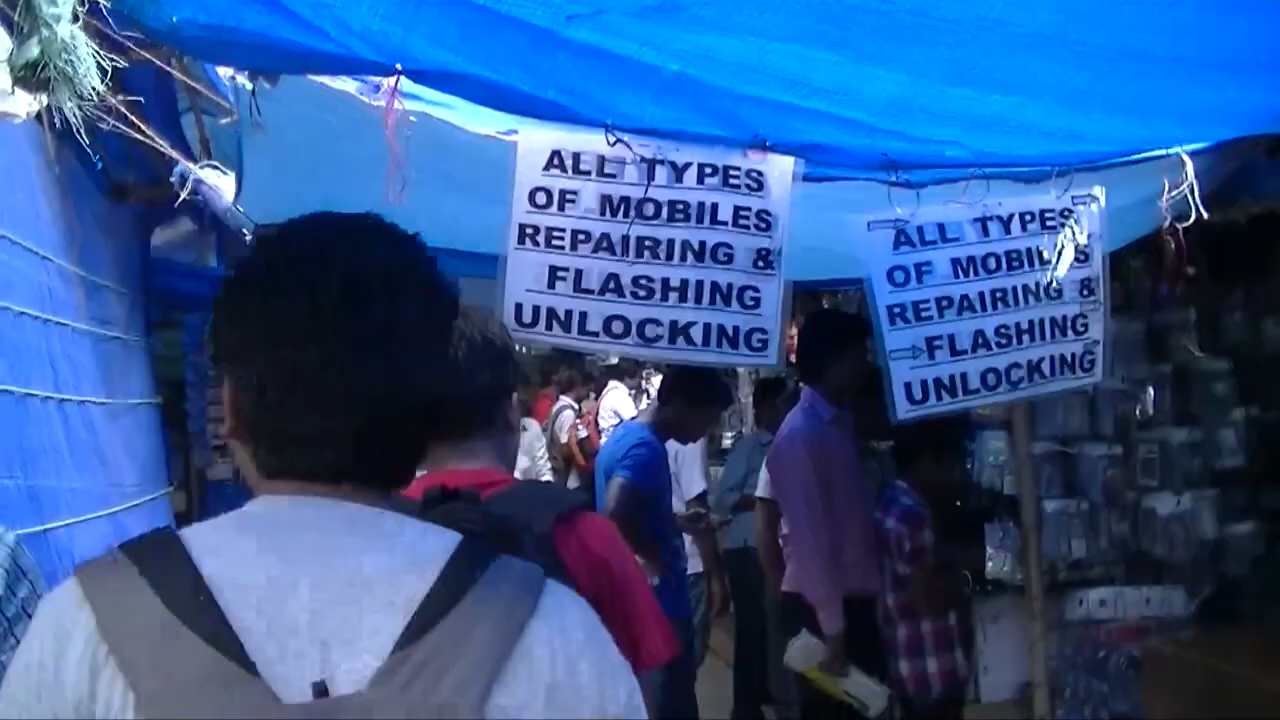 ALL TYPES
OF MOBILES
REPAIRING &
FLASHING
UNLOCKING
ALL TYPES
OF MOBILES
REPAIRING &
FLASHING
UNLOCKING